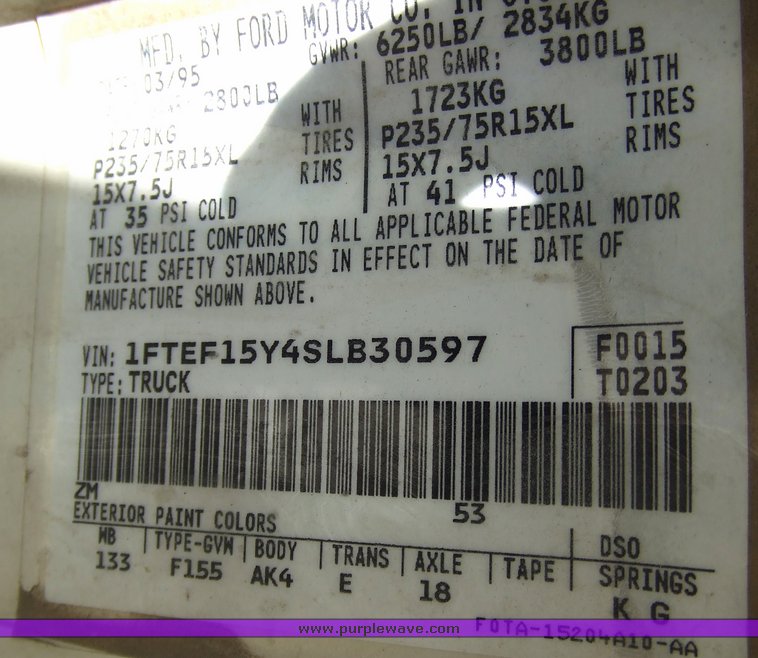 MFD. BY FORD MOTOR CO. IN
03/95 GVWR: 6250LB/ 2834KG
2800LB REAR GAWR: 3800LB
1270KG WITH 1723KG WITH
P235/75R15XL TIRES P235/75R15XL TIRES
15X7.5J RIMS 15X7.5J RIMS
AT 35 PSI COLD AT 41 PSI COLD
THIS VEHICLE CONFORMS TO ALL APPLICABLE FEDERAL MOTOR
VEHICLE SAFETY STANDARDS IN EFFECT ON THE DATE OF
MANUFACTURE SHOWN ABOVE.
VIN: 1FTEF15Y4SLB30597 F0015
TYPE: TRUCK T0203
ZM 53
EXTERIOR PAINT COLORS DSO
WB TYPE-GVW BODY TRANS AXLE TAPE SPRINGS
133 F155 AK4 E 18 K G
F0TA-15204A10-AA
www.purplewave.com